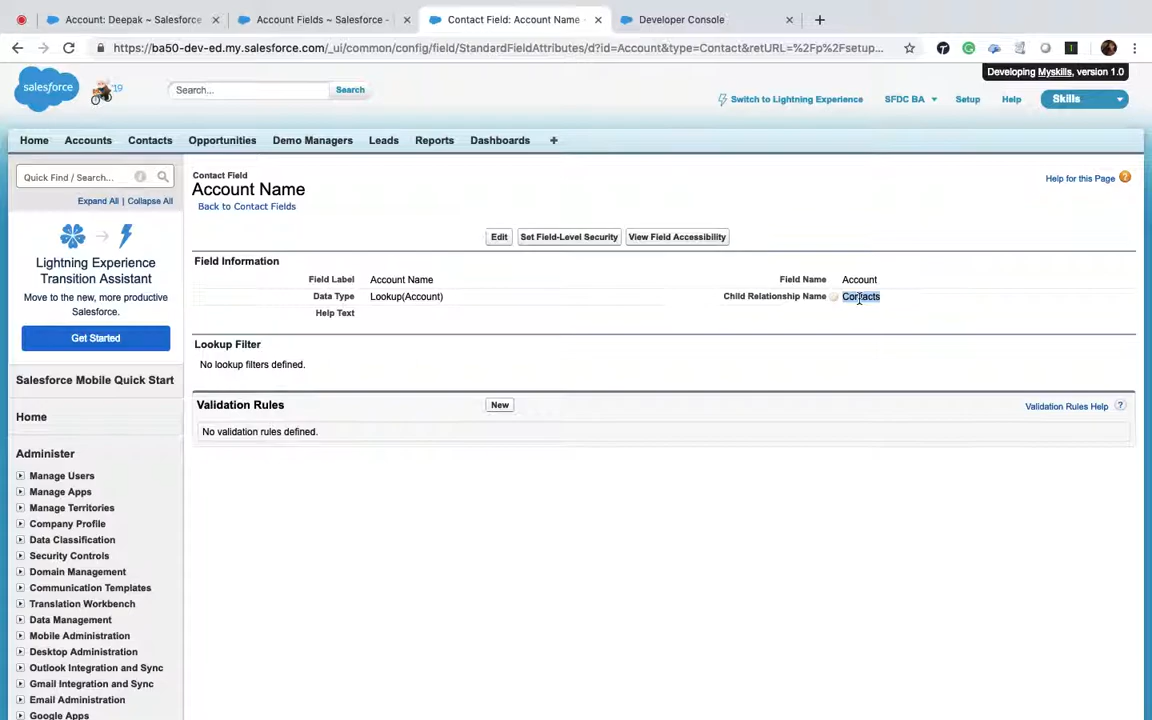 Account: Deepak ~ Salesforce
Account Fields ~ Salesforce -
Contact Field: Account Name -
Developer Console
https://ba50-dev-ed.my.salesforce.com/_ui/common/config/field/StandardFieldAttributes/d?id=Account&type=Contact&retURL=%2Fp%2Fsetup...
Developing Myskills, version 1.0
salesforce
'19
Search...
Search
Switch to Lightning Experience
SFDC BA
Setup
Help
Skills
Home
Accounts
Contacts
Opportunities
Demo Managers
Leads
Reports
Dashboards
+
Quick Find / Search...
Expand All | Collapse All
Lightning Experience
Transition Assistant
Move to the new, more productive
Salesforce.
Get Started
Salesforce Mobile Quick Start
Home
Administer
Manage Users
Manage Apps
Manage Territories
Company Profile
Data Classification
Security Controls
Domain Management
Communication Templates
Translation Workbench
Data Management
Mobile Administration
Desktop Administration
Outlook Integration and Sync
Gmail Integration and Sync
Email Administration
Google Apps
Contact Field
Account Name
Back to Contact Fields
Help for this Page ?
Edit
Set Field-Level Security
View Field Accessibility
Field Information
Field Label Account Name
Field Name Account
Data Type Lookup(Account)
Child Relationship Name Contacts
Help Text
Lookup Filter
No lookup filters defined.
Validation Rules
New
Validation Rules Help ?
No validation rules defined.